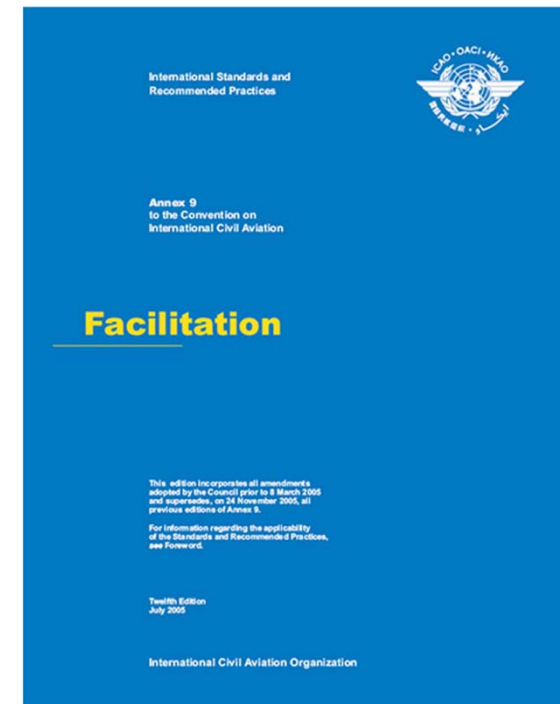 International Standards and
Recommended Practices
ICAO · OACI · ИКАО
Annex 9
to the Convention on
International Civil Aviation
Facilitation
This edition incorporates all amendments
adopted by the Council prior to 8 March 2005
and supersedes, on 24 November 2005, all
previous editions of Annex 9.
For information regarding the applicability
of the Standards and Recommended Practices,
see Foreword.
Twelfth Edition
July 2005
International Civil Aviation Organization